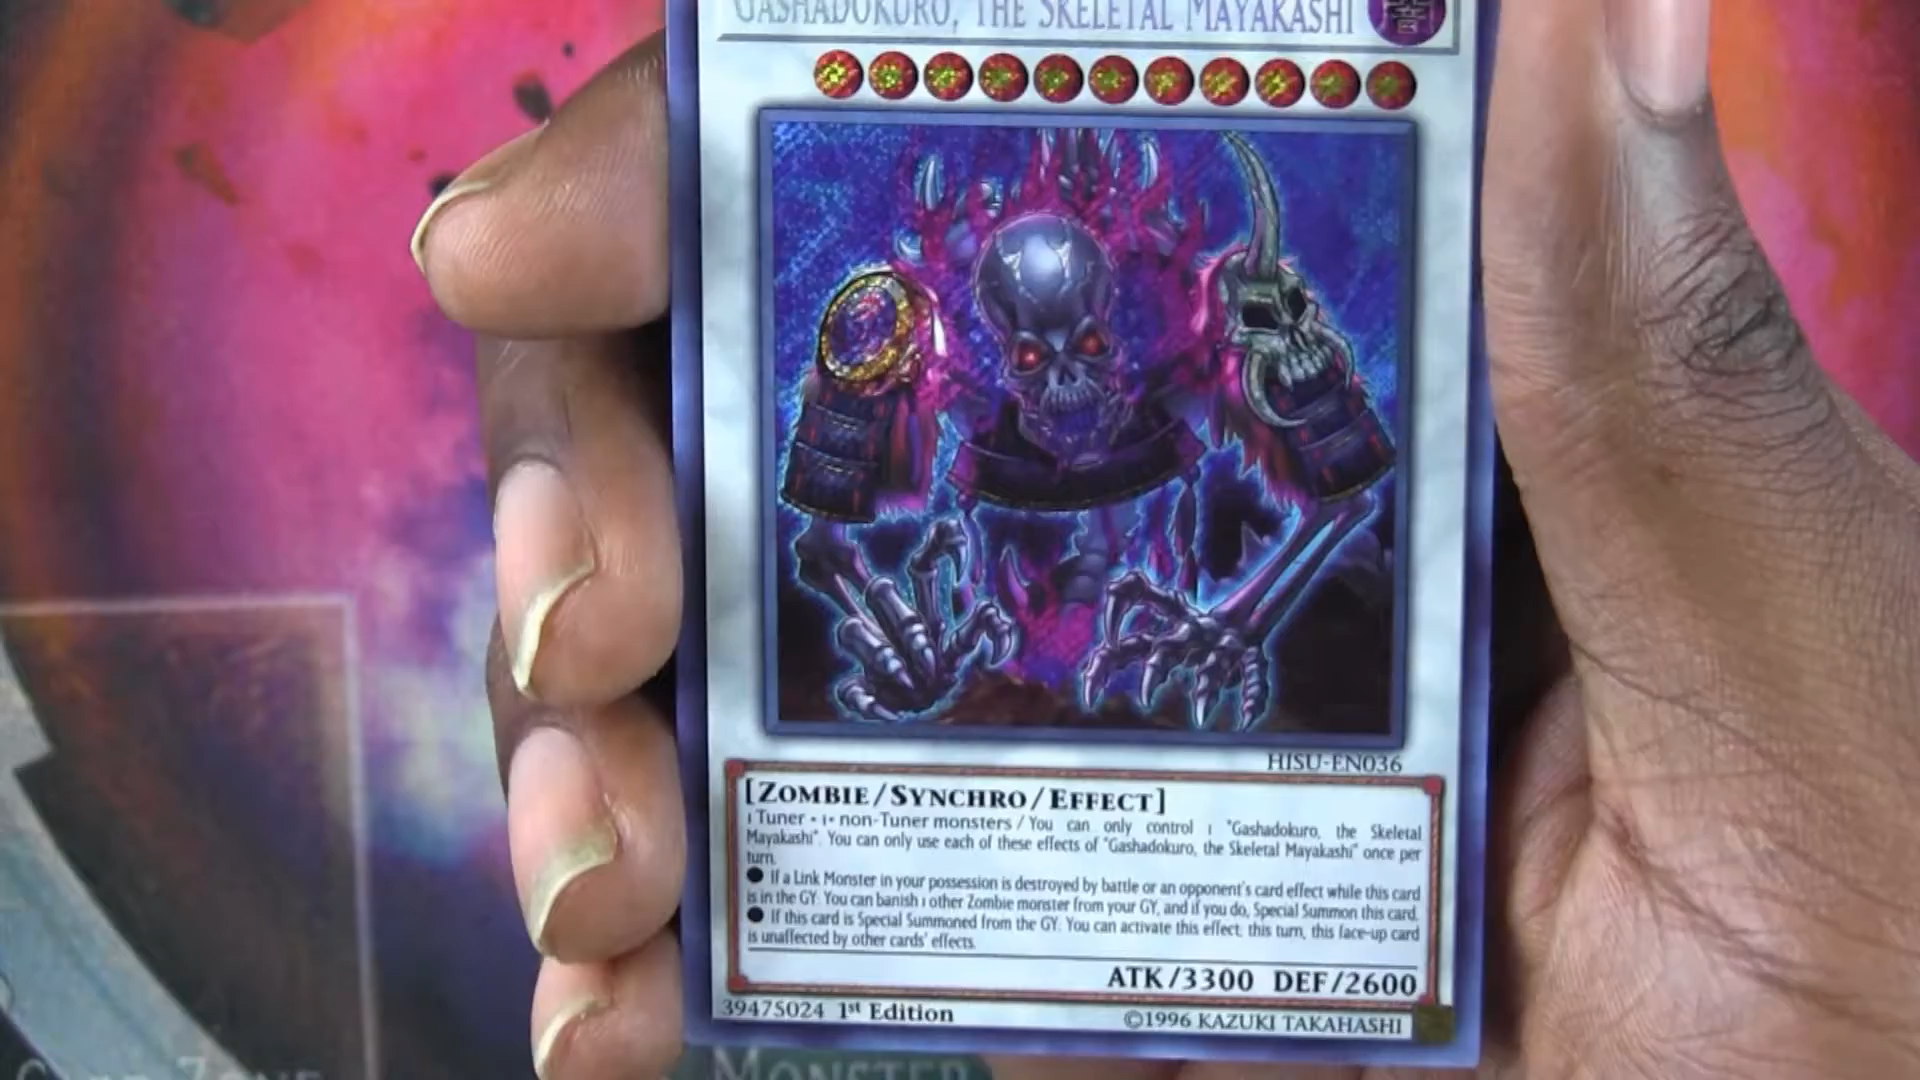 GASHADOKURO, THE SKELETAL MAYAKASHI
闇
HISU-EN036
[ZOMBIE/SYNCHRO/EFFECT]
1 Tuner + 1+ non-Tuner monsters / You can only control 1 "Gashadokuro, the Skeletal
Mayakashi". You can only use each of these effects of "Gashadokuro, the Skeletal Mayakashi" once per
turn.
● If a Link Monster in your possession is destroyed by battle or an opponent's card effect while this card
is in the GY: You can banish 1 other Zombie monster from your GY, and if you do, Special Summon this card.
● If this card is Special Summoned from the GY: You can activate this effect; this turn, this face-up card
is unaffected by other cards' effects.
ATK/3300 DEF/2600
39475024 1st Edition
©1996 KAZUKI TAKAHASHI
ZONE
MONSTER